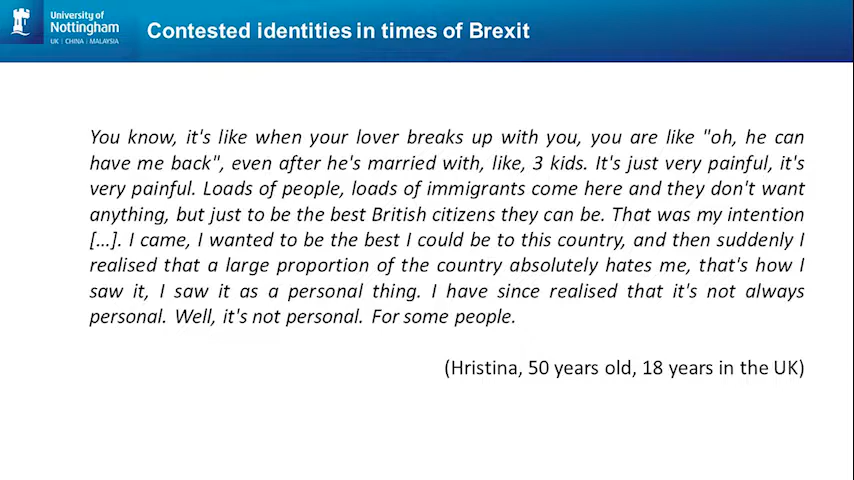 University of
Nottingham
UK | CHINA | MALAYSIA
Contested identities in times of Brexit
You know, it's like when your lover breaks up with you, you are like "oh, he can
have me back", even after he's married with, like, 3 kids. It's just very painful, it's
very painful. Loads of people, loads of immigrants come here and they don't want
anything, but just to be the best British citizens they can be. That was my intention
[…]. I came, I wanted to be the best I could be to this country, and then suddenly I
realised that a large proportion of the country absolutely hates me, that's how I
saw it, I saw it as a personal thing. I have since realised that it's not always
personal. Well, it's not personal. For some people.
(Hristina, 50 years old, 18 years in the UK)